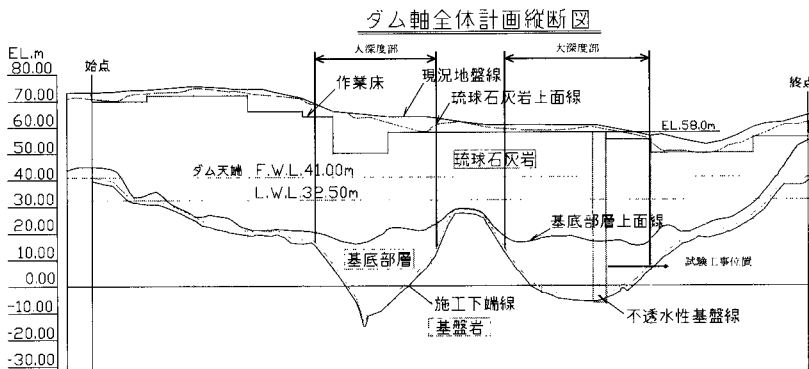 ダム軸全体計画縦断図
EL.m
80.00
70.00
60.00
50.00
40.00
30.00
20.00
10.00
0.00
-10.00
-20.00
-30.00
始点
大深度部
大深度部
終点
作業床
現況地盤線
琉球石灰岩上面線
EL.58.0m
琉球石灰岩
ダム天端 F.W.L.41.00m
L.W.L.32.50m
基底部層上面線
基底部層
試験工事位置
施工下端線
不透水性基盤線
基盤岩